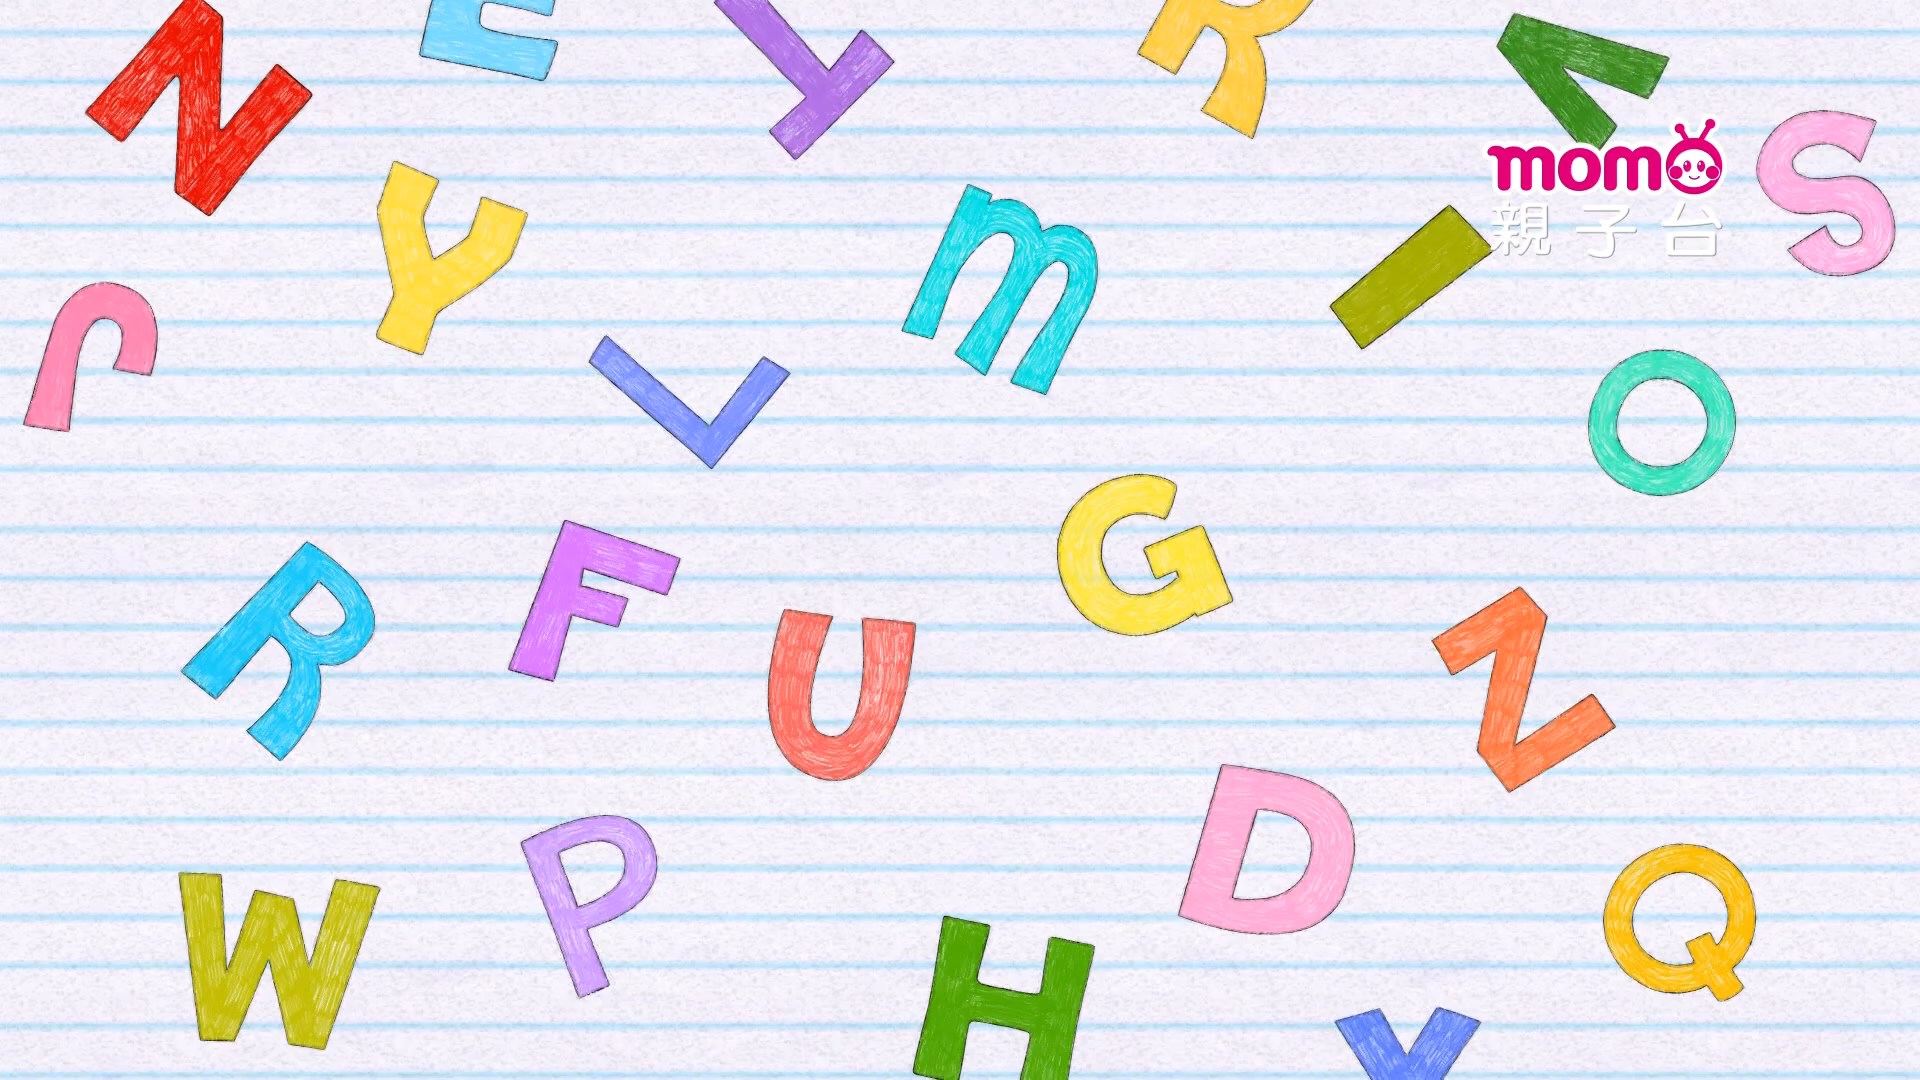 N E T R V
momo
親子台
S
Y m I
J L O
G
R F U N
D
P Q
W H